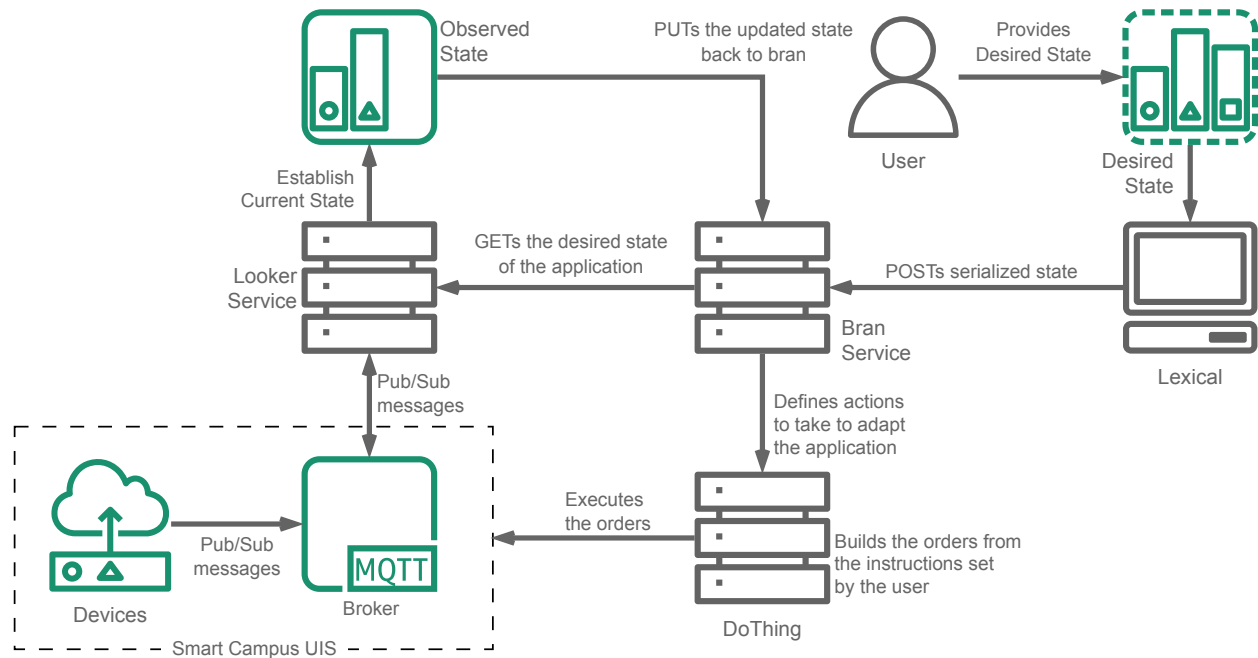 Observed
State
PUTs the updated state
back to bran
Provides
Desired State
User
Desired
State
Establish
Current State
Looker
Service
GETs the desired state
of the application
POSTs serialized state
Bran
Service
Lexical
Pub/Sub
messages
Defines actions
to take to adapt
the application
Executes
the orders
Pub/Sub
messages
MQTT
Builds the orders from
the instructions set
by the user
Devices
Broker
DoThing
Smart Campus UIS